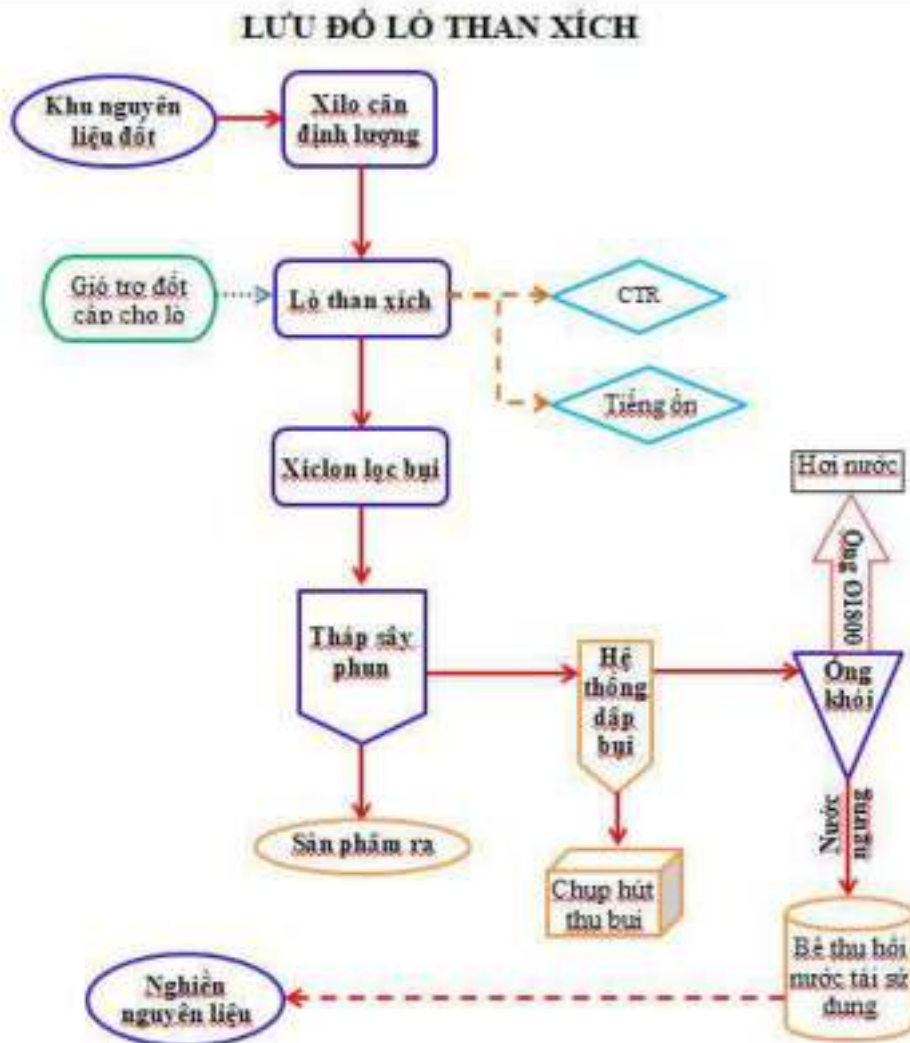 LƯU ĐỒ LÒ THAN XÍCH
Khu nguyên
liệu đốt
Xilo cân
định lượng
Gió trợ đốt
cấp cho lò
Lò than xích
CTR
Tiếng ồn
Xiclon lọc bụi
Hơi nước
Ống Ø1800
Tháp sấy
phun
Hệ
thống
dập
bụi
Ống
khói
Nước
ngưng
Sản phẩm ra
Chụp hút
thu bụi
Bể thu hồi
nước tái sử
dụng
Nghiền
nguyên liệu